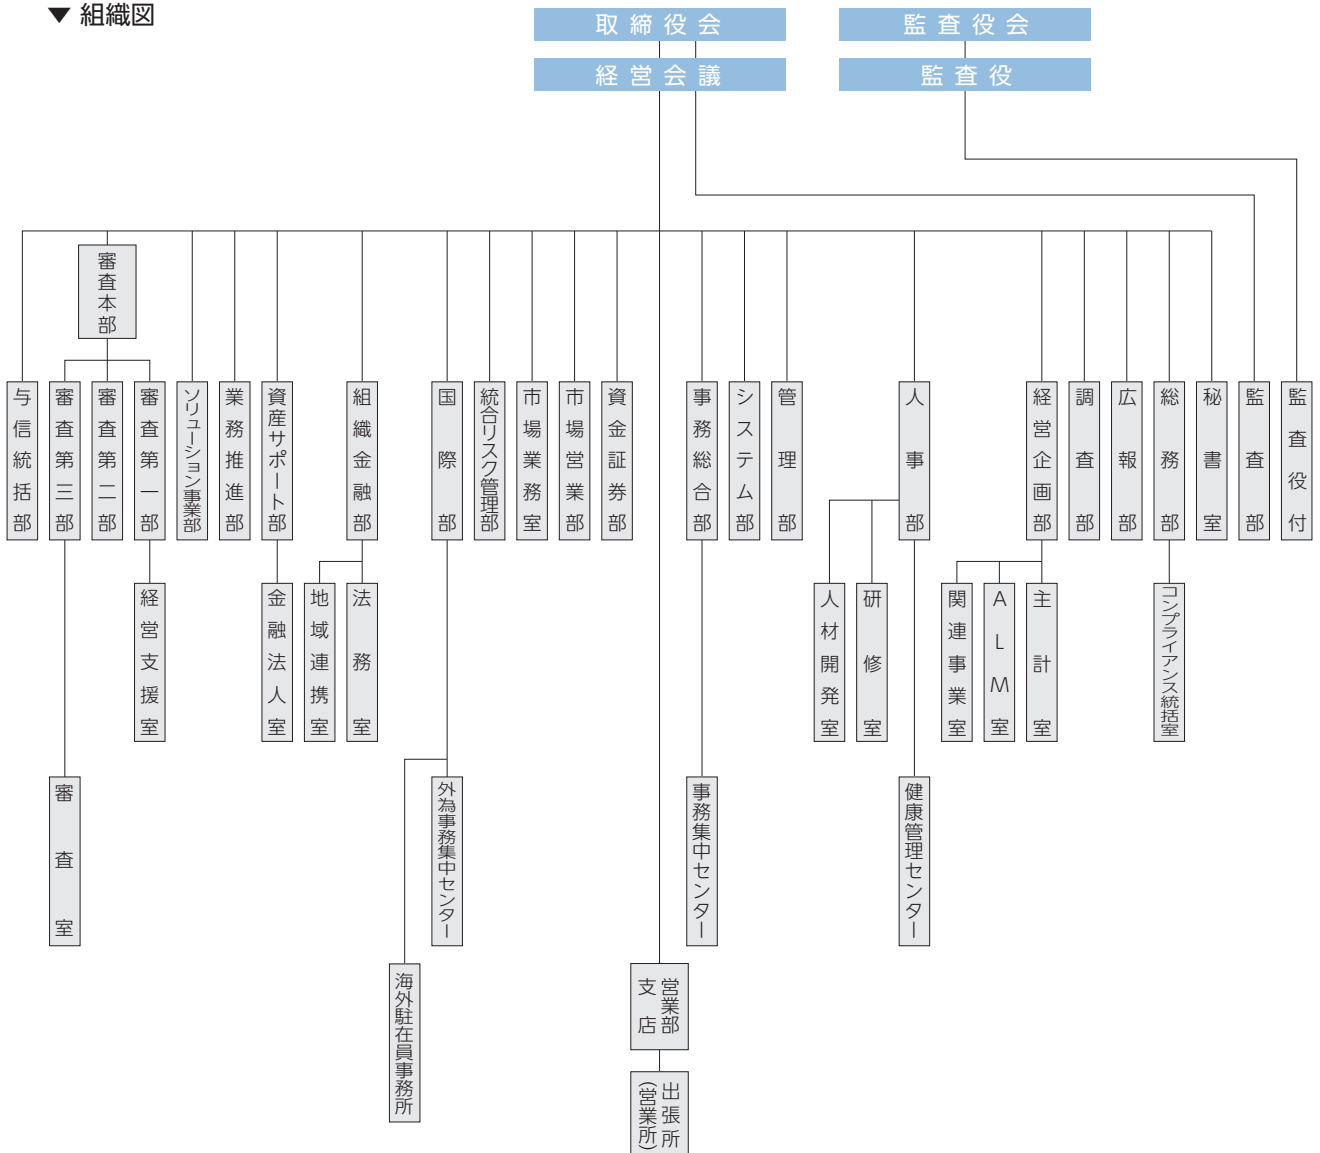 ▼ 組織図
取締役会
監査役会
経営会議
監査役
審査本部
与信統括部
審査第三部
審査第二部
審査第一部
ソリューション事業部
業務推進部
資産サポート部
組織金融部
国際部
統合リスク管理部
市場業務室
市場営業部
資金証券部
事務総合部
システム部
管理部
人事部
経営企画部
調査部
広報部
総務部
秘書室
監査部
監査役付
経営支援室
金融法人室
地域連携室
法務室
人材開発室
研修室
関連事業室
ALM室
主計室
コンプライアンス統括室
審査室
外為事務集中センター
事務集中センター
健康管理センター
海外駐在員事務所
営業部
支店
出張所
(営業所)